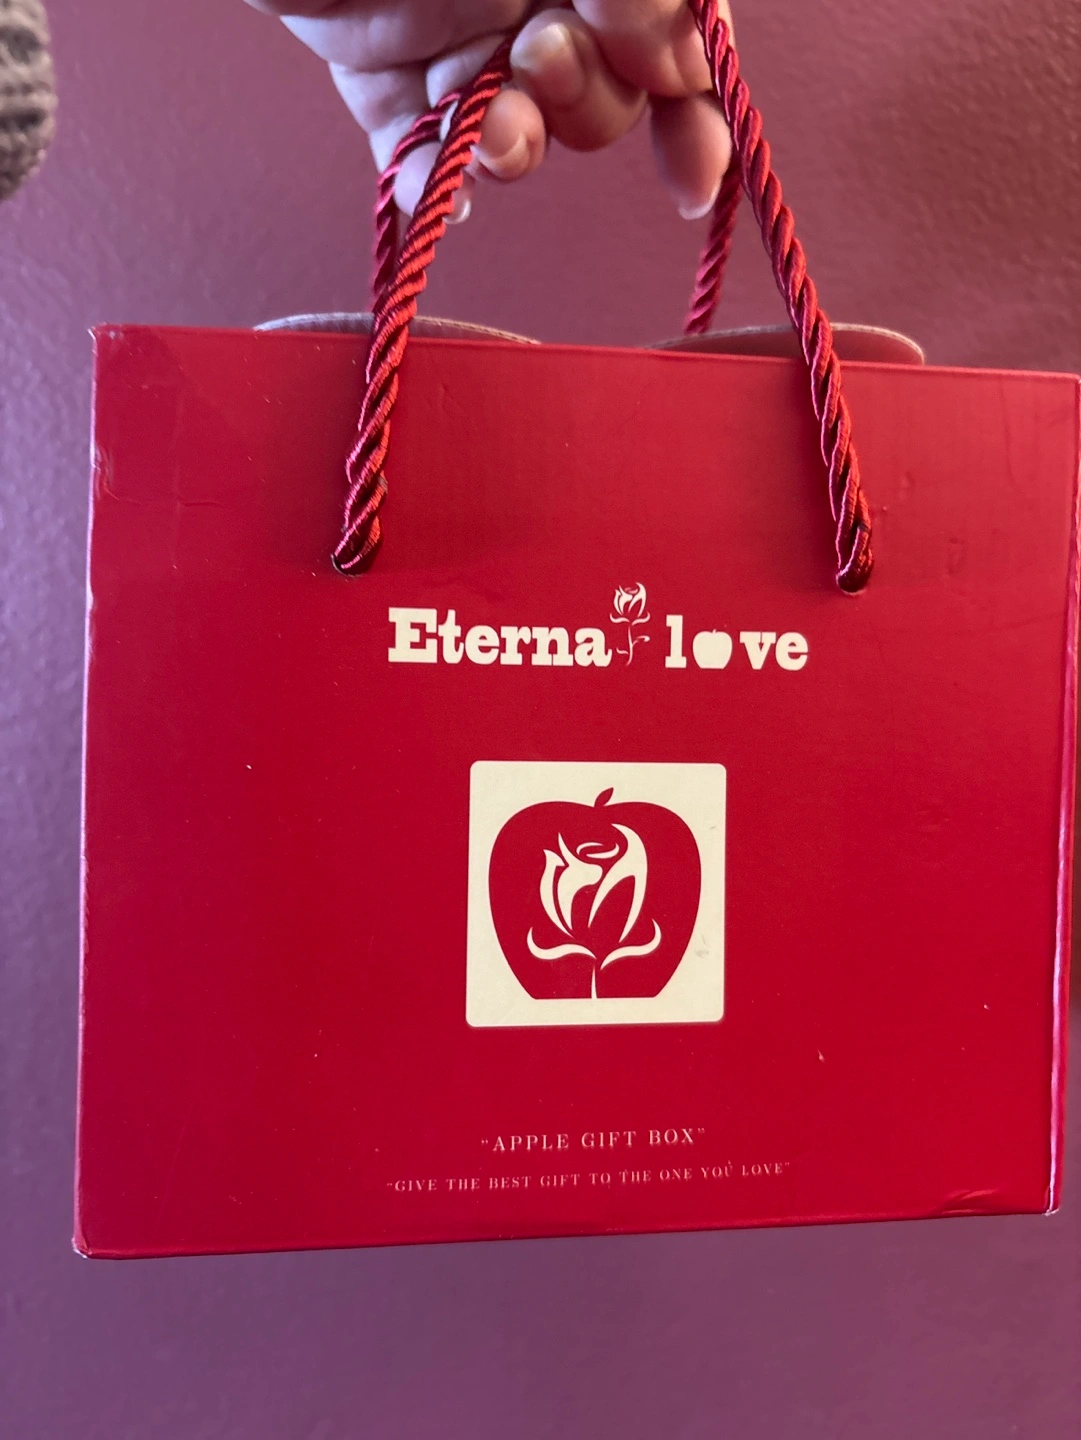 Eternal love
"APPLE GIFT BOX"
"GIVE THE BEST GIFT TO THE ONE YOU LOVE"